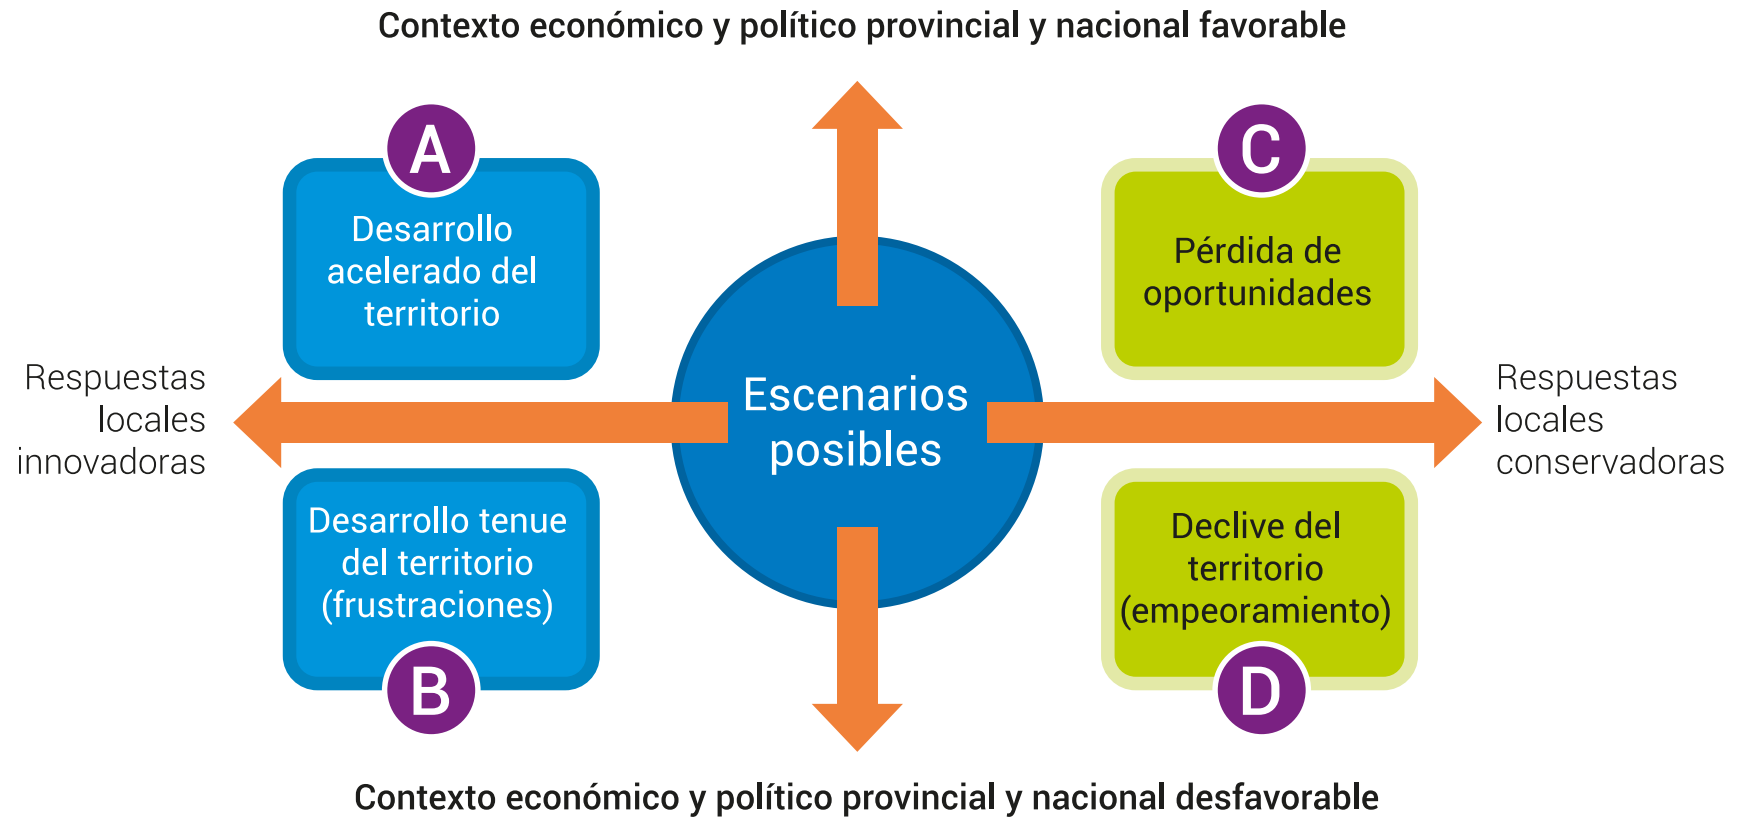 Contexto económico y político provincial y nacional favorable
A
Desarrollo
acelerado del
territorio
C
Pérdida de
oportunidades
Respuestas
locales
innovadoras
Escenarios
posibles
Respuestas
locales
conservadoras
Desarrollo tenue
del territorio
(frustraciones)
B
Declive del
territorio
(empeoramiento)
D
Contexto económico y político provincial y nacional desfavorable